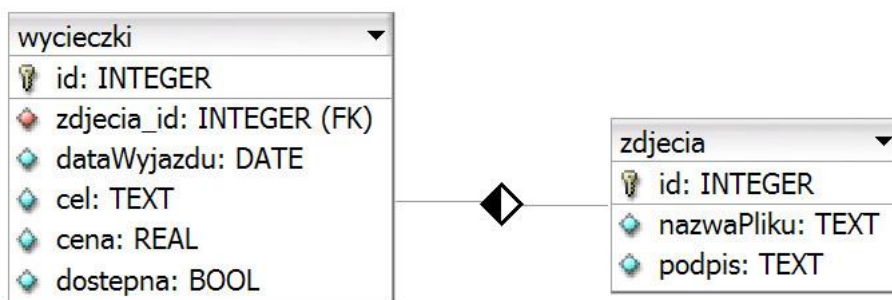 wycieczki
id: INTEGER
zdjecia_id: INTEGER (FK)
dataWyjazdu: DATE
cel: TEXT
cena: REAL
dostepna: BOOL
zdjecia
id: INTEGER
nazwaPliku: TEXT
podpis: TEXT